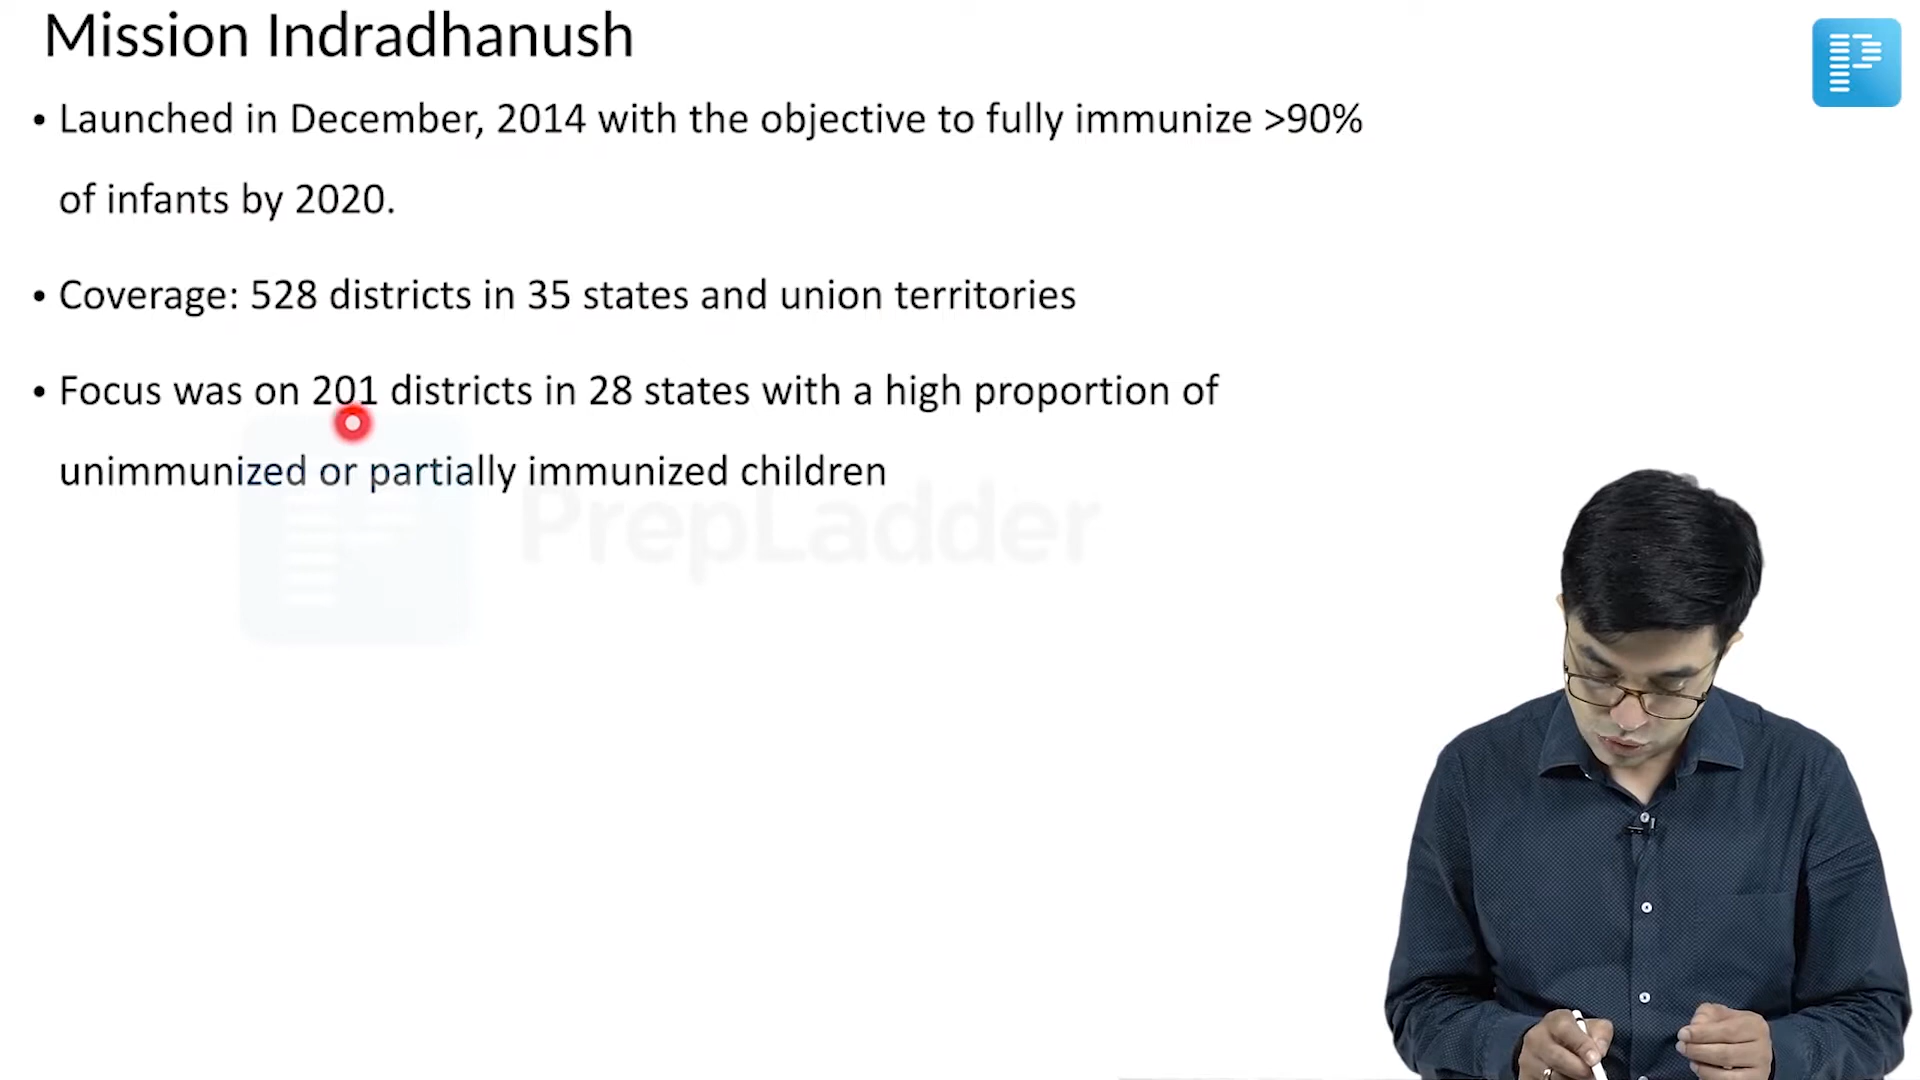 Mission Indradhanush
• Launched in December, 2014 with the objective to fully immunize >90%
of infants by 2020.
• Coverage: 528 districts in 35 states and union territories
• Focus was on 201 districts in 28 states with a high proportion of
unimmunized or partially immunized children
PrepLadder